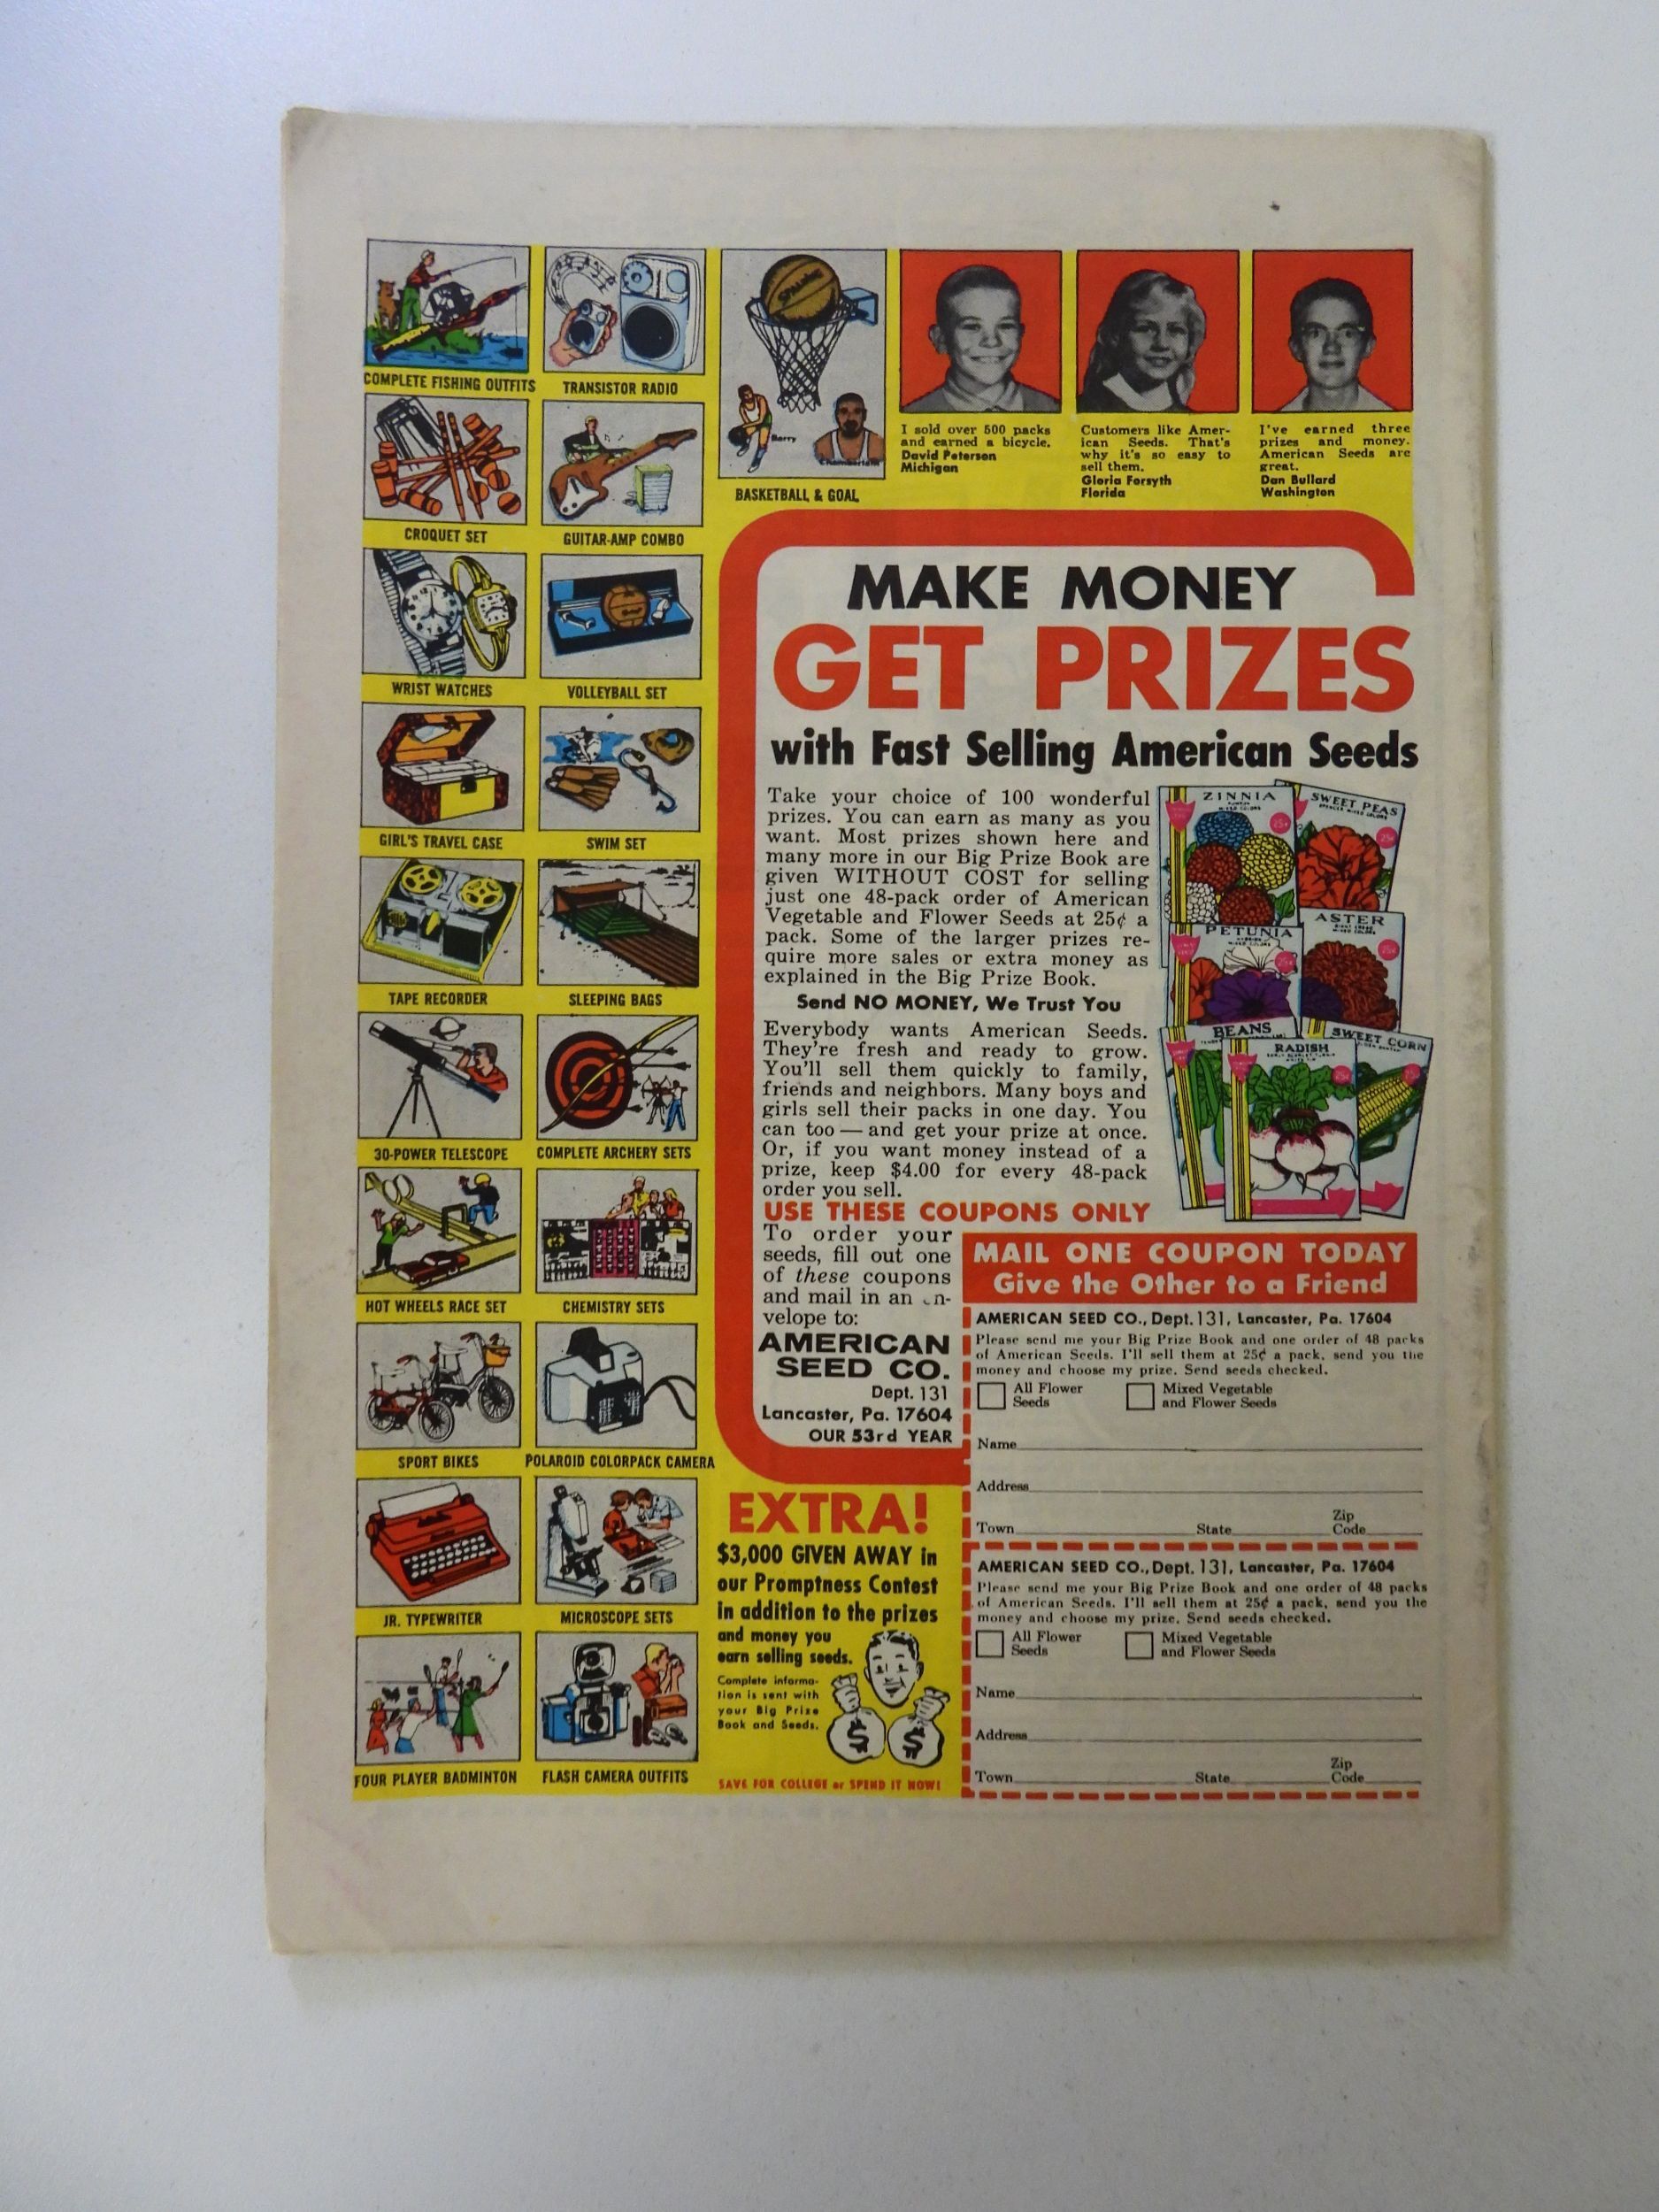 COMPLETE FISHING OUTFITS
TRANSISTOR RADIO
CROQUET SET
GUITAR-AMP COMBO
WRIST WATCHES
VOLLEYBALL SET
GIRL'S TRAVEL CASE
SWIM SET
TAPE RECORDER
SLEEPING BAGS
30-POWER TELESCOPE
COMPLETE ARCHERY SETS
HOT WHEELS RACE SET
CHEMISTRY SETS
SPORT BIKES
POLAROID COLORPACK CAMERA
JR. TYPEWRITER
MICROSCOPE SETS
FOUR PLAYER BADMINTON
FLASH CAMERA OUTFITS
Barry
Chamberlain
BASKETBALL & GOAL
I sold over 500 packs
and earned a bicycle.
David Peterson
Michigan
Customers like Amer-
ican Seeds. That's
why it's so easy to
sell them.
Gloria Forsyth
Florida
I've earned three
prizes and money.
American Seeds are
great.
Dan Bullard
Washington
MAKE MONEY
GET PRIZES
with Fast Selling American Seeds
Take your choice of 100 wonderful
prizes. You can earn as many as you
want. Most prizes shown here and
many more in our Big Prize Book are
given WITHOUT COST for selling
just one 48-pack order of American
Vegetable and Flower Seeds at 25¢ a
pack. Some of the larger prizes re-
quire more sales or extra money as
explained in the Big Prize Book.
Send NO MONEY, We Trust You
Everybody wants American Seeds.
They're fresh and ready to grow.
You'll sell them quickly to family,
friends and neighbors. Many boys and
girls sell their packs in one day. You
can too — and get your prize at once.
Or, if you want money instead of a
prize, keep $4.00 for every 48-pack
order you sell.
ZINNIA
MIXED COLORS
25¢
SWEET PEAS
SPENCER MIXED COLORS
25¢
PETUNIA
MIXED COLORS
25¢
ASTER
MIXED COLORS
25¢
BEANS
RADISH
SWEET CORN
USE THESE COUPONS ONLY
To order your
seeds, fill out one
of these coupons
and mail in an en-
velope to:
AMERICAN
SEED CO.
Dept. 131
Lancaster, Pa. 17604
OUR 53rd YEAR
MAIL ONE COUPON TODAY
Give the Other to a Friend
AMERICAN SEED CO., Dept. 131, Lancaster, Pa. 17604
Please send me your Big Prize Book and one order of 48 packs
of American Seeds. I'll sell them at 25¢ a pack, send you the
money and choose my prize. Send seeds checked.
All Flower Seeds
Mixed Vegetable and Flower Seeds
Name
Address
Town State Zip Code
AMERICAN SEED CO., Dept. 131, Lancaster, Pa. 17604
Please send me your Big Prize Book and one order of 48 packs
of American Seeds. I'll sell them at 25¢ a pack, send you the
money and choose my prize. Send seeds checked.
All Flower Seeds
Mixed Vegetable and Flower Seeds
Name
Address
Town State Zip Code
EXTRA!
$3,000 GIVEN AWAY in
our Promptness Contest
in addition to the prizes
and money you
earn selling seeds.
Complete informa-
tion is sent with
your Big Prize
Book and Seeds.
$ $
SAVE FOR COLLEGE or SPEND IT NOW!